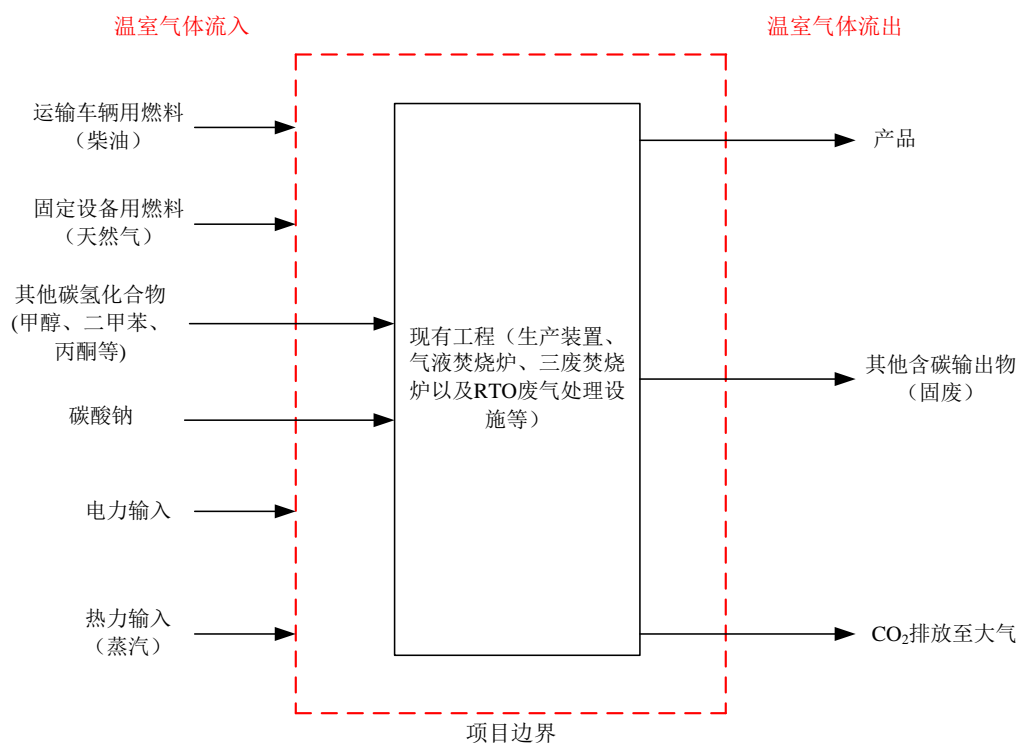 温室气体流入
温室气体流出
运输车辆用燃料
（柴油）
固定设备用燃料
（天然气）
其他碳氢化合物
(甲醇、二甲苯、
丙酮等)
碳酸钠
电力输入
热力输入
（蒸汽）
现有工程（生产装置、
气液焚烧炉、三废焚烧
炉以及RTO废气处理设
施等）
产品
其他含碳输出物
（固废）
CO₂排放至大气
项目边界